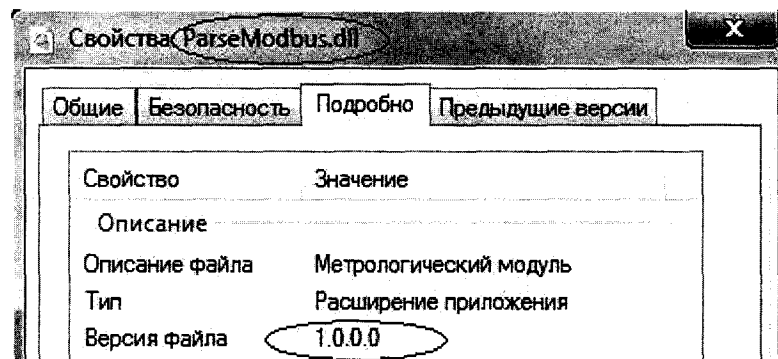 Свойства: ParseModbus.dll
X
Общие Безопасность Подробно Предыдущие версии
Свойство Значение
Описание
Описание файла Метрологический модуль
Тип Расширение приложения
Версия файла 1.0.0.0